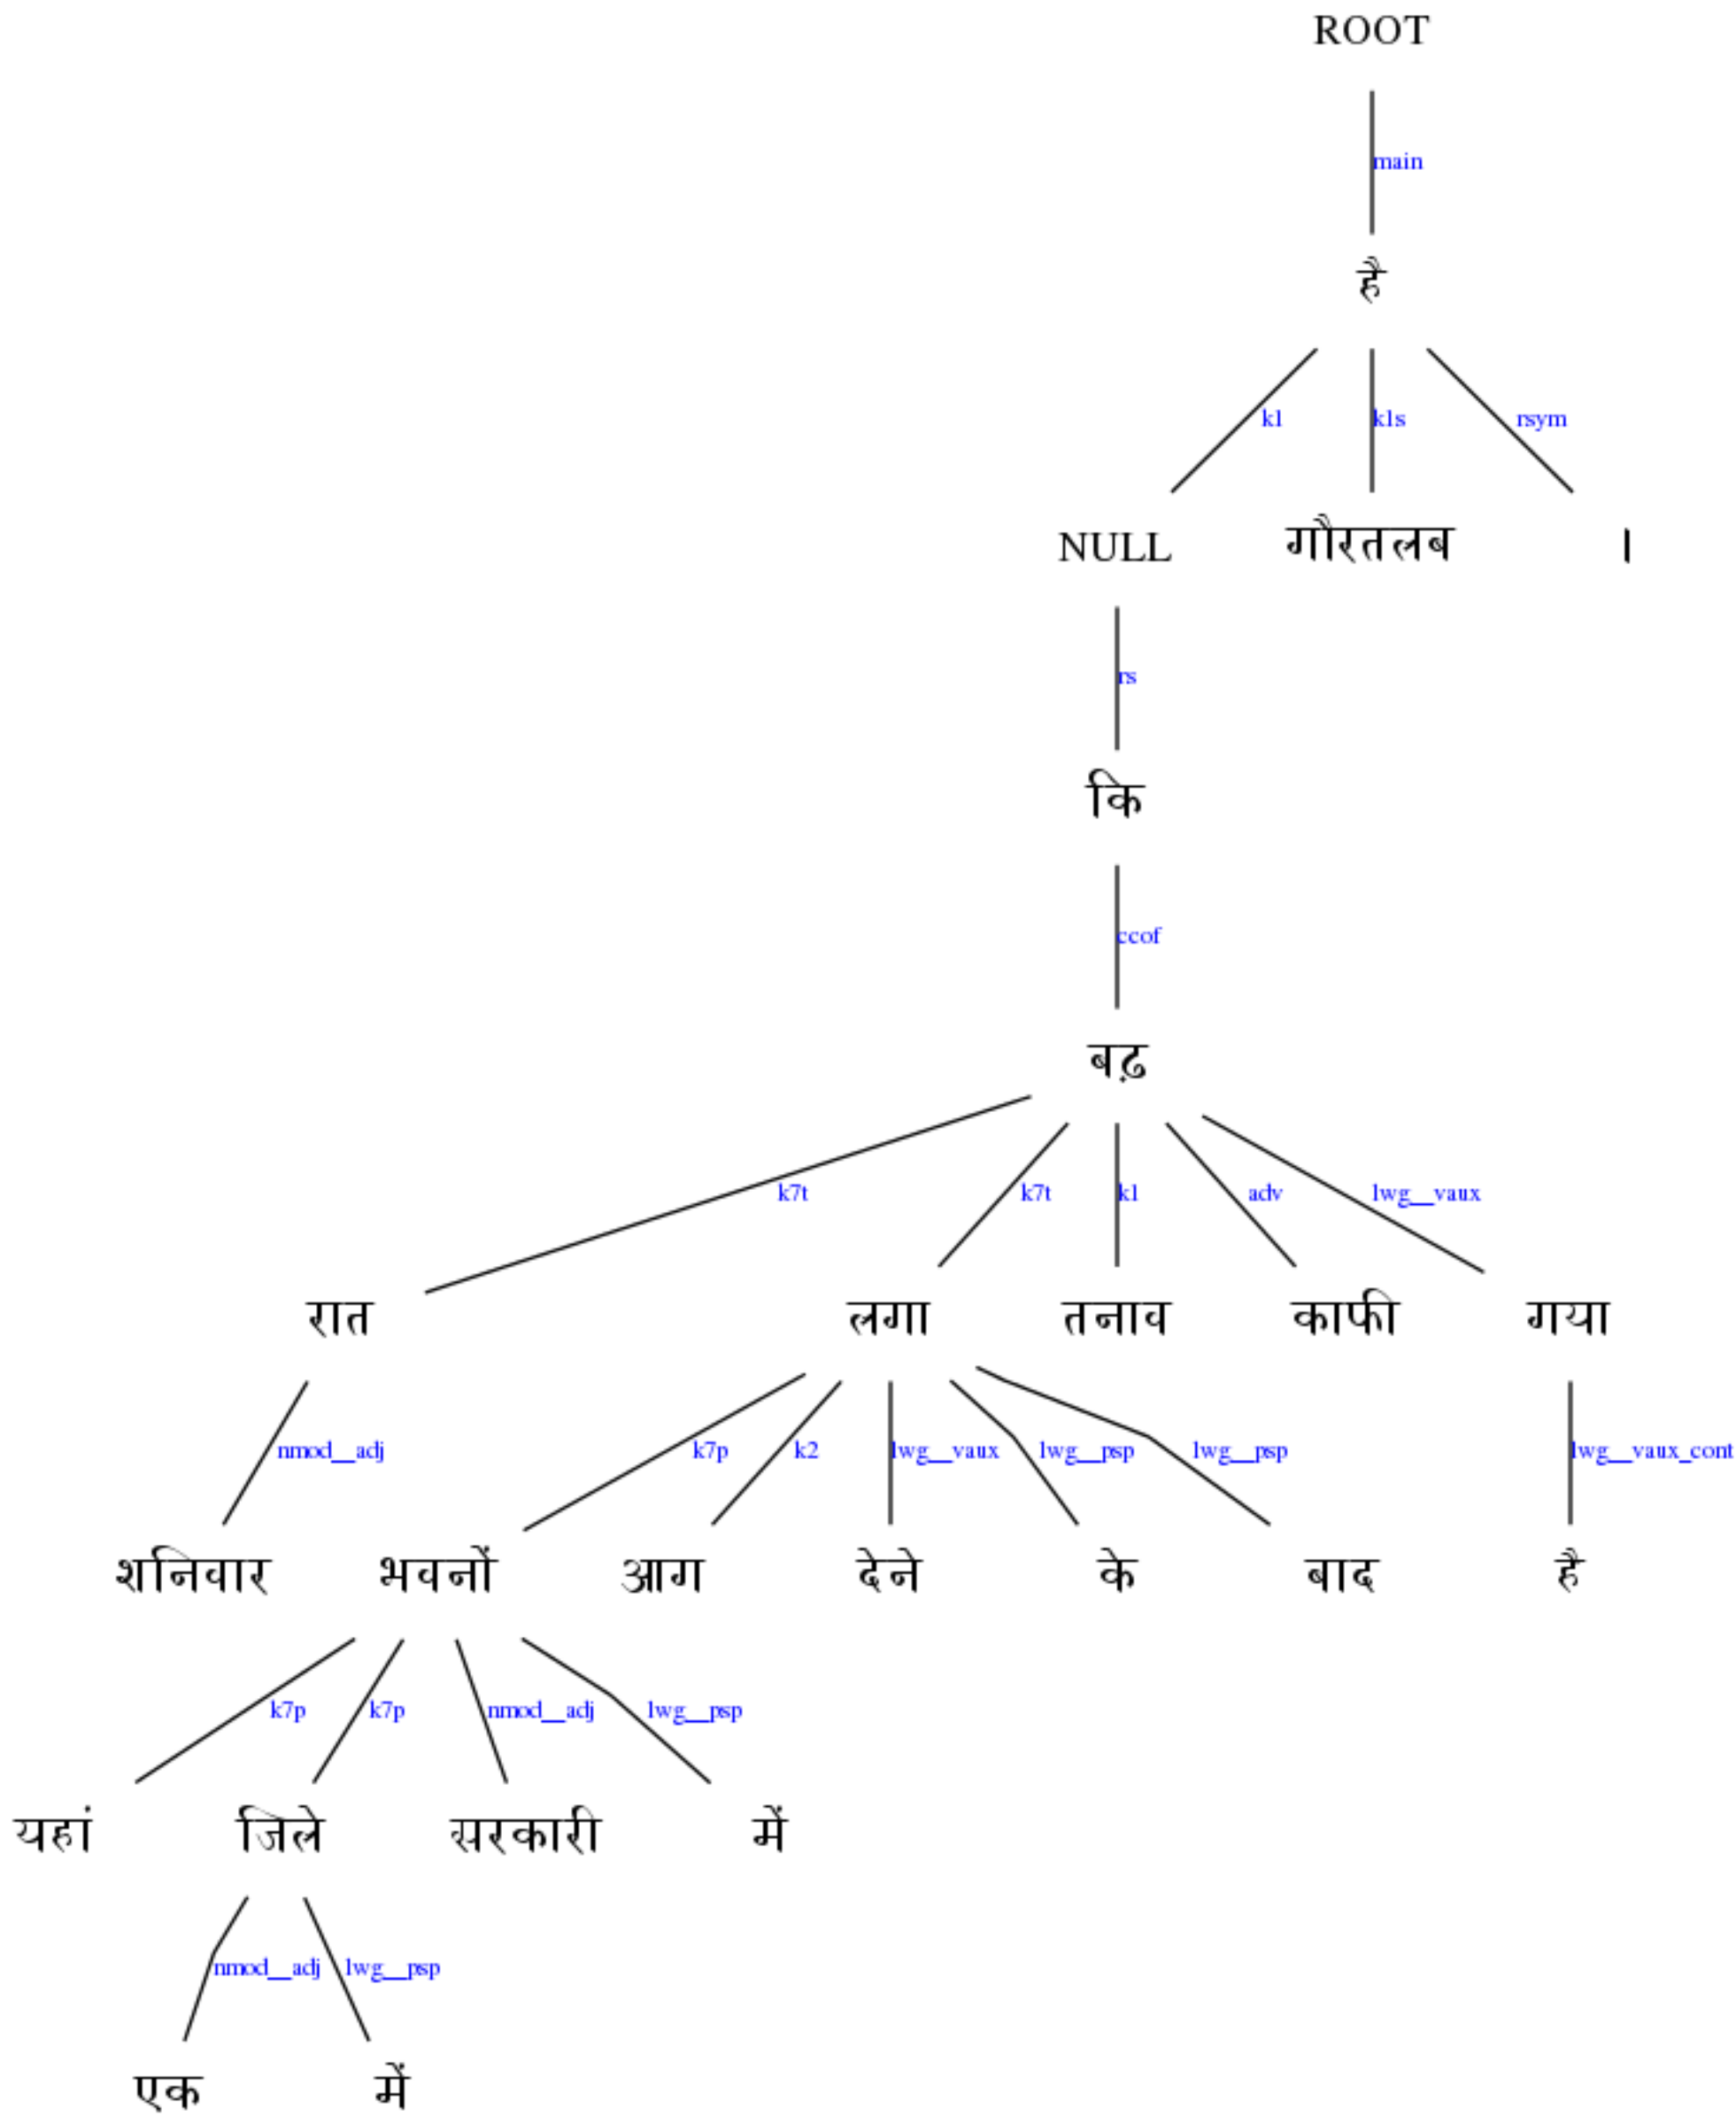 ROOT
main
है
k1 k1s rsym
NULL गौरतलब ।
rs
कि
ccof
बढ़
k7t k7t k1 adv lwg__vaux
रात लगा तनाव काफी गया
nmod__adj k7p k2 lwg__vaux lwg__psp lwg__psp lwg__vaux_cont
शनिवार भवनों आग देने के बाद है
k7p k7p nmod__adj lwg__psp
यहां जिले सरकारी में
nmod__adj lwg__psp
एक में